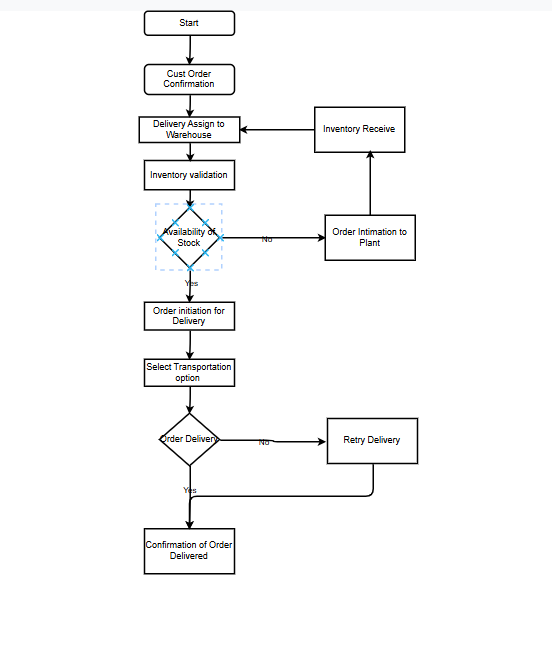 Start
Cust Order
Confirmation
Delivery Assign to
Warehouse
Inventory Receive
Inventory validation
Availability of
Stock
No
Order Intimation to
Plant
Yes
Order initiation for
Delivery
Select Transportation
option
Order Delivery
No
Retry Delivery
Yes
Confirmation of Order
Delivered